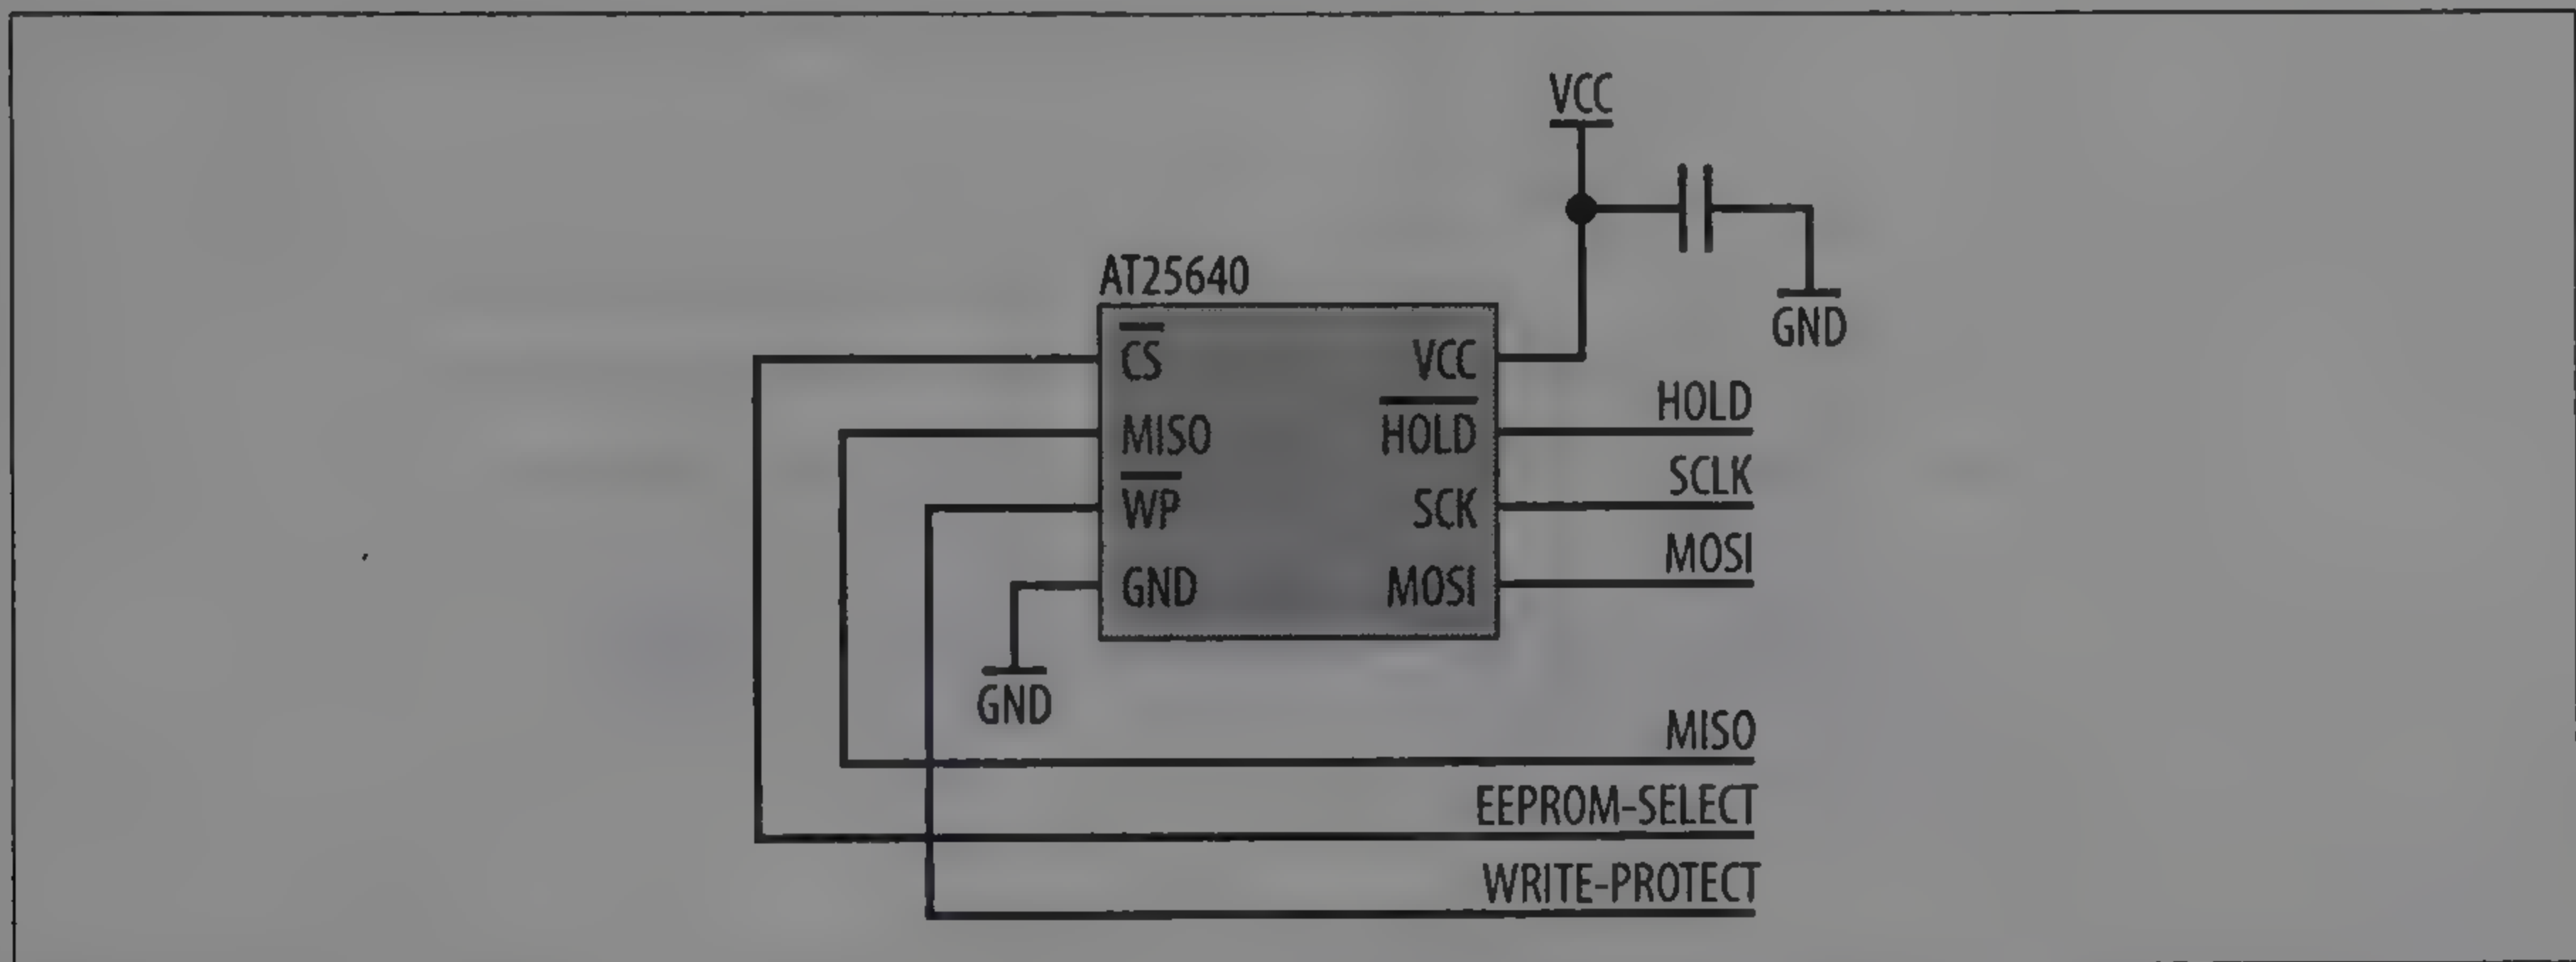 VCC
GND
AT25640
CS VCC
MISO HOLD
WP SCK
GND MOSI
HOLD
SCLK
MOSI
GND
MISO
EEPROM-SELECT
WRITE-PROTECT